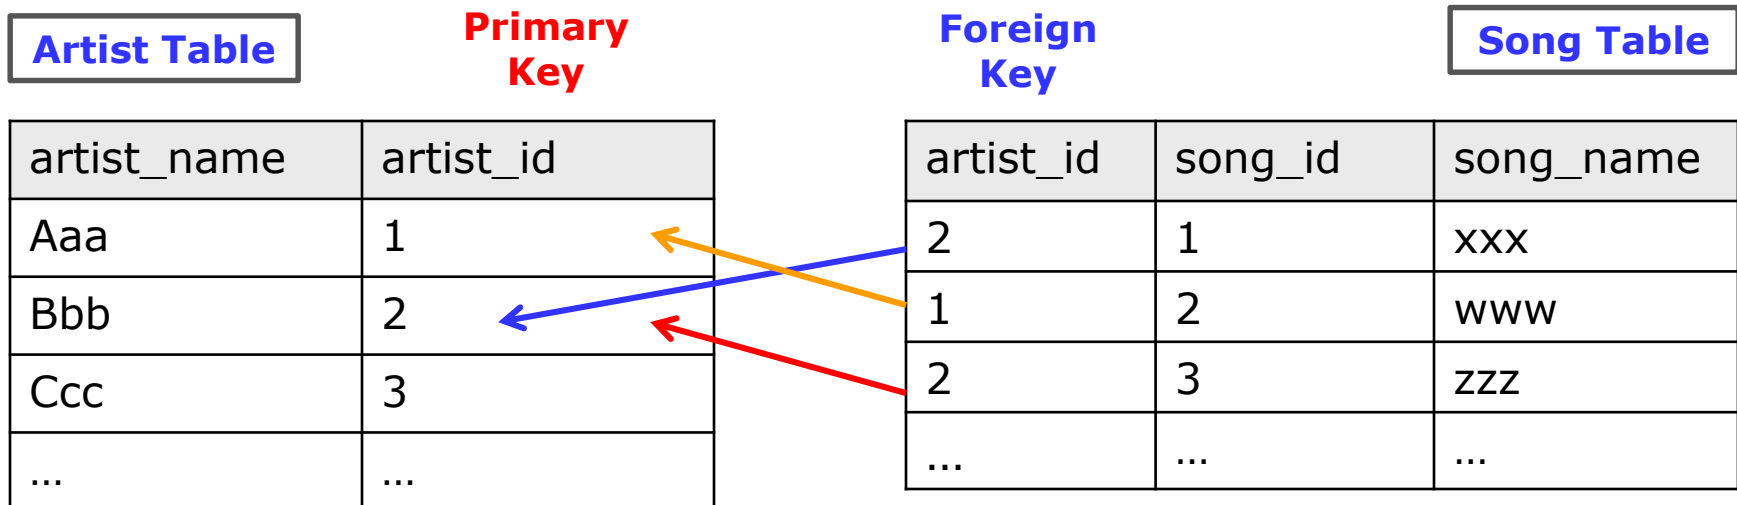 Artist Table
Primary
Key
Foreign
Key
Song Table
artist_name artist_id
Aaa 1
Bbb 2
Ccc 3
... ...
artist_id song_id song_name
2 1 xxx
1 2 www
2 3 zzz
... ... ...